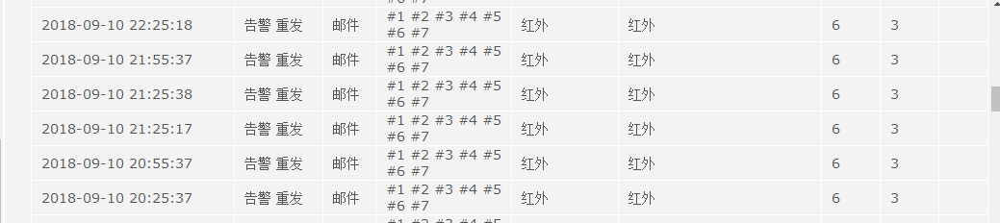 #6 #7
2018-09-10 22:25:18 告警 重发 邮件 #1 #2 #3 #4 #5 红外 红外 6 3
#6 #7
2018-09-10 21:55:37 告警 重发 邮件 #1 #2 #3 #4 #5 红外 红外 6 3
#6 #7
2018-09-10 21:25:38 告警 重发 邮件 #1 #2 #3 #4 #5 红外 红外 6 3
#6 #7
2018-09-10 21:25:17 告警 重发 邮件 #1 #2 #3 #4 #5 红外 红外 6 3
#6 #7
2018-09-10 20:55:37 告警 重发 邮件 #1 #2 #3 #4 #5 红外 红外 6 3
#6 #7
2018-09-10 20:25:37 告警 重发 邮件 #1 #2 #3 #4 #5 红外 红外 6 3
#6 #7
#1 #2 #3 #4 #5